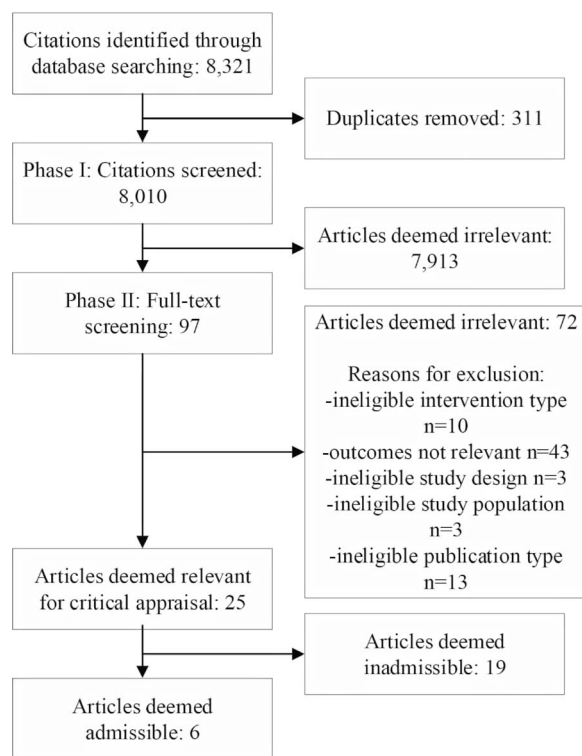 Citations identified through
database searching: 8,321
Duplicates removed: 311
Phase I: Citations screened:
8,010
Articles deemed irrelevant:
7,913
Phase II: Full-text
screening: 97
Articles deemed irrelevant: 72
Reasons for exclusion:
-ineligible intervention type
n=10
-outcomes not relevant n=43
-ineligible study design n=3
-ineligible study population
n=3
-ineligible publication type
n=13
Articles deemed relevant
for critical appraisal: 25
Articles deemed
inadmissible: 19
Articles deemed
admissible: 6